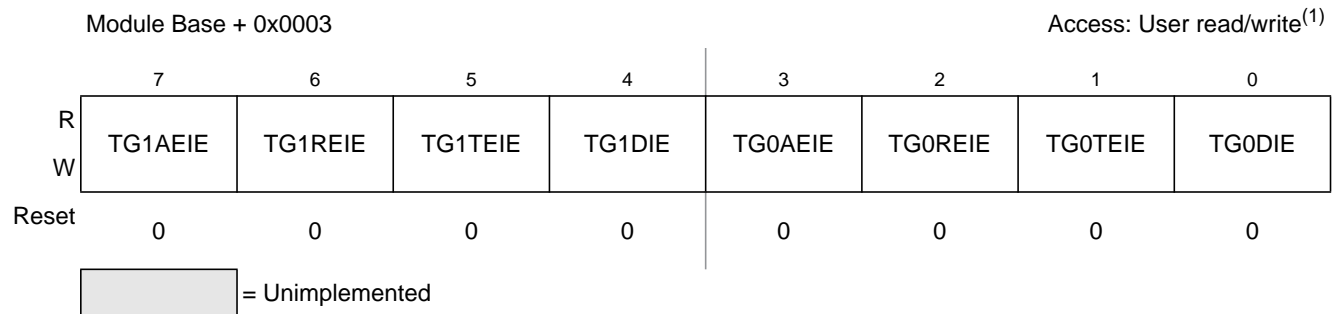 Module Base + 0x0003 Access: User read/write(1)
7 6 5 4 3 2 1 0
R
TG1AEIE TG1REIE TG1TEIE TG1DIE TG0AEIE TG0REIE TG0TEIE TG0DIE
W
Reset 0 0 0 0 0 0 0 0
= Unimplemented